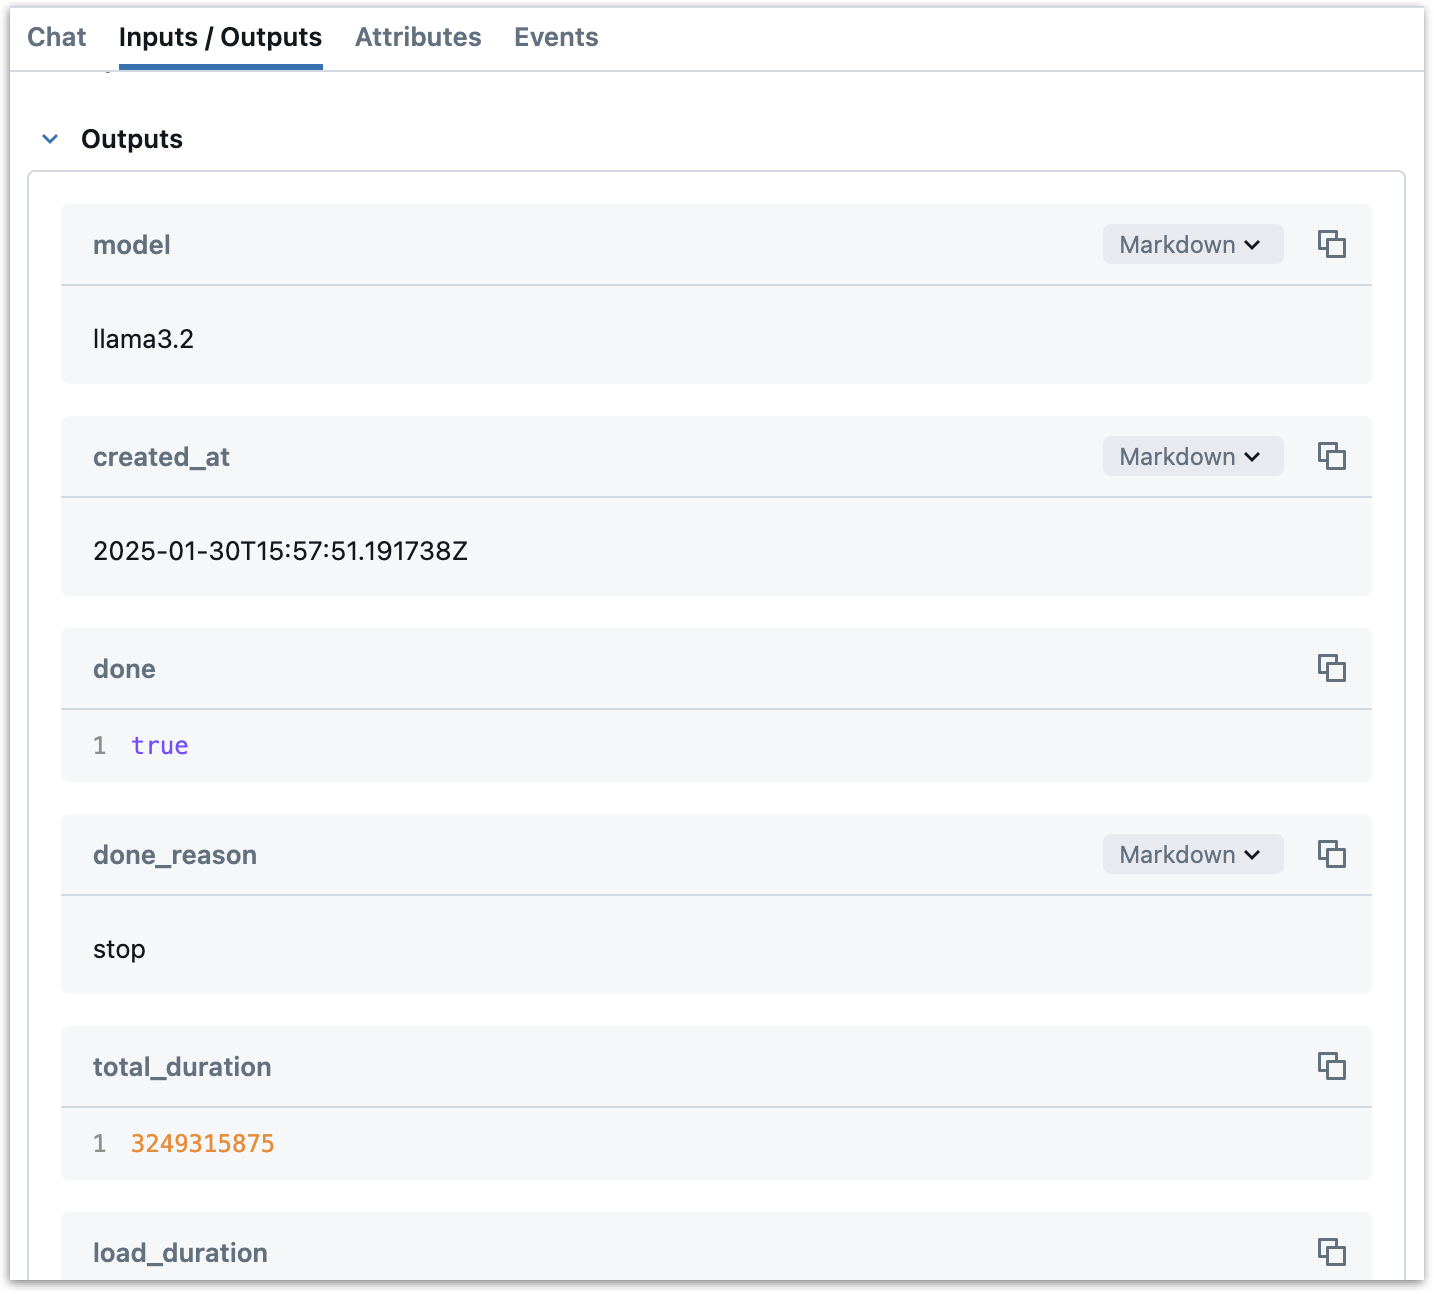 Chat Inputs / Outputs Attributes Events
Outputs
model Markdown
llama3.2
created_at Markdown
2025-01-30T15:57:51.191738Z
done
1 true
done_reason Markdown
stop
total_duration
1 3249315875
load_duration